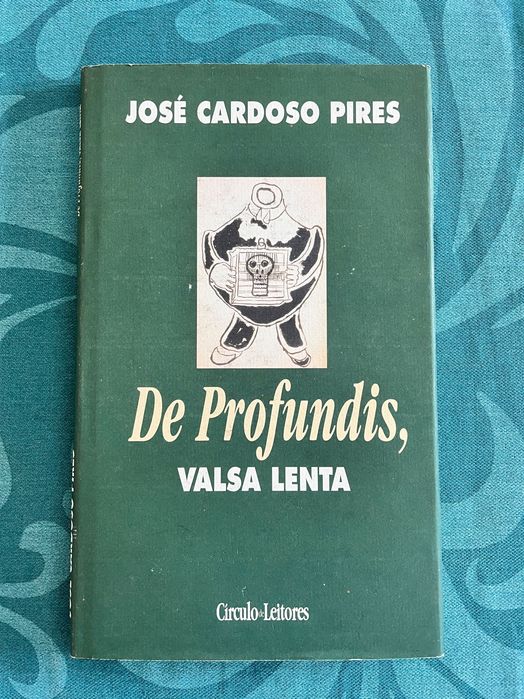 JOSÉ CARDOSO PIRES
De Profundis,
VALSA LENTA
Círculo de Leitores